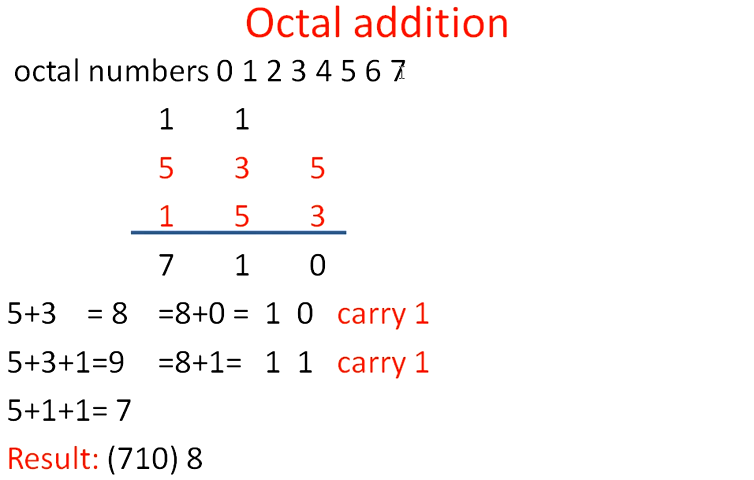 Octal addition
octal numbers 0 1 2 3 4 5 6 7
1 1
5 3 5
1 5 3
7 1 0
5+3 = 8 =8+0 = 1 0 carry 1
5+3+1=9 =8+1= 1 1 carry 1
5+1+1= 7
Result: (710) 8